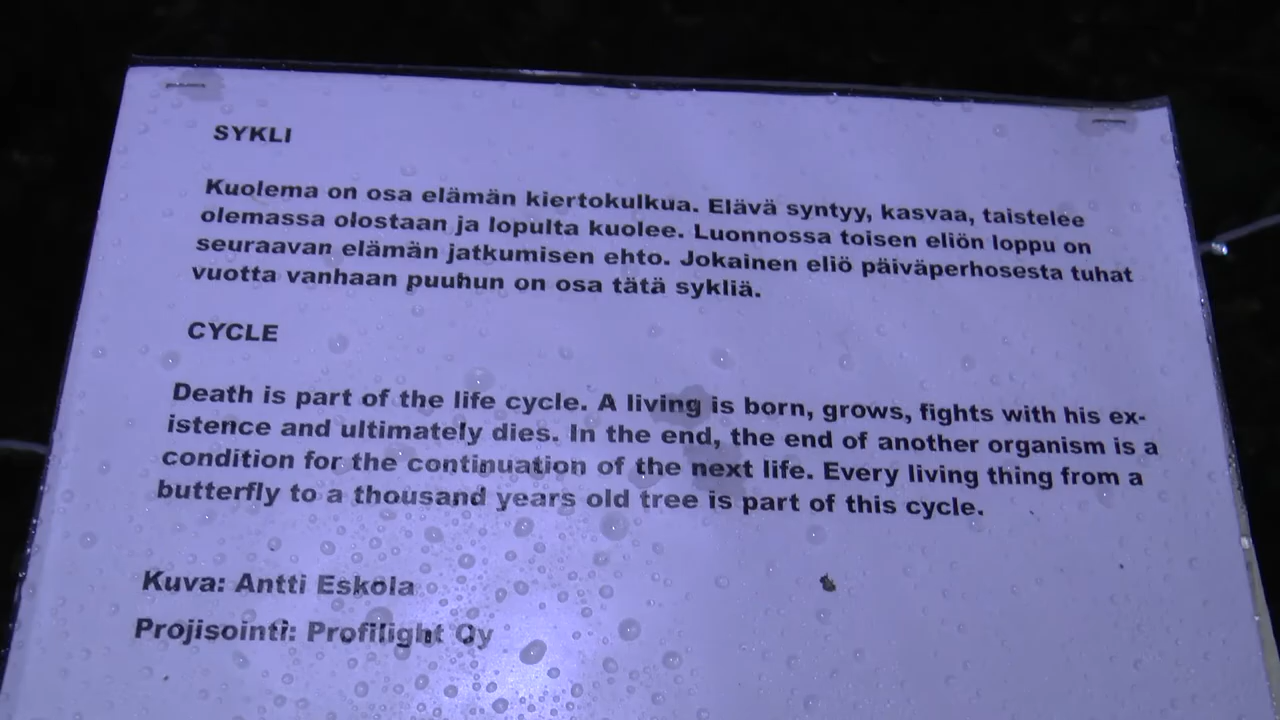 SYKLI
Kuolema on osa elämän kiertokulkua. Elävä syntyy, kasvaa, taistelee
olemassa olostaan ja lopulta kuolee. Luonnossa toisen eliön loppu on
seuraavan elämän jatkumisen ehto. Jokainen eliö päiväperhosesta tuhat
vuotta vanhaan puuhun on osa tätä sykliä.
CYCLE
Death is part of the life cycle. A living is born, grows, fights with his ex-
istence and ultimately dies. In the end, the end of another organism is a
condition for the continuation of the next life. Every living thing from a
butterfly to a thousand years old tree is part of this cycle.
Kuva: Antti Eskola
Projisointi: Profilight Oy